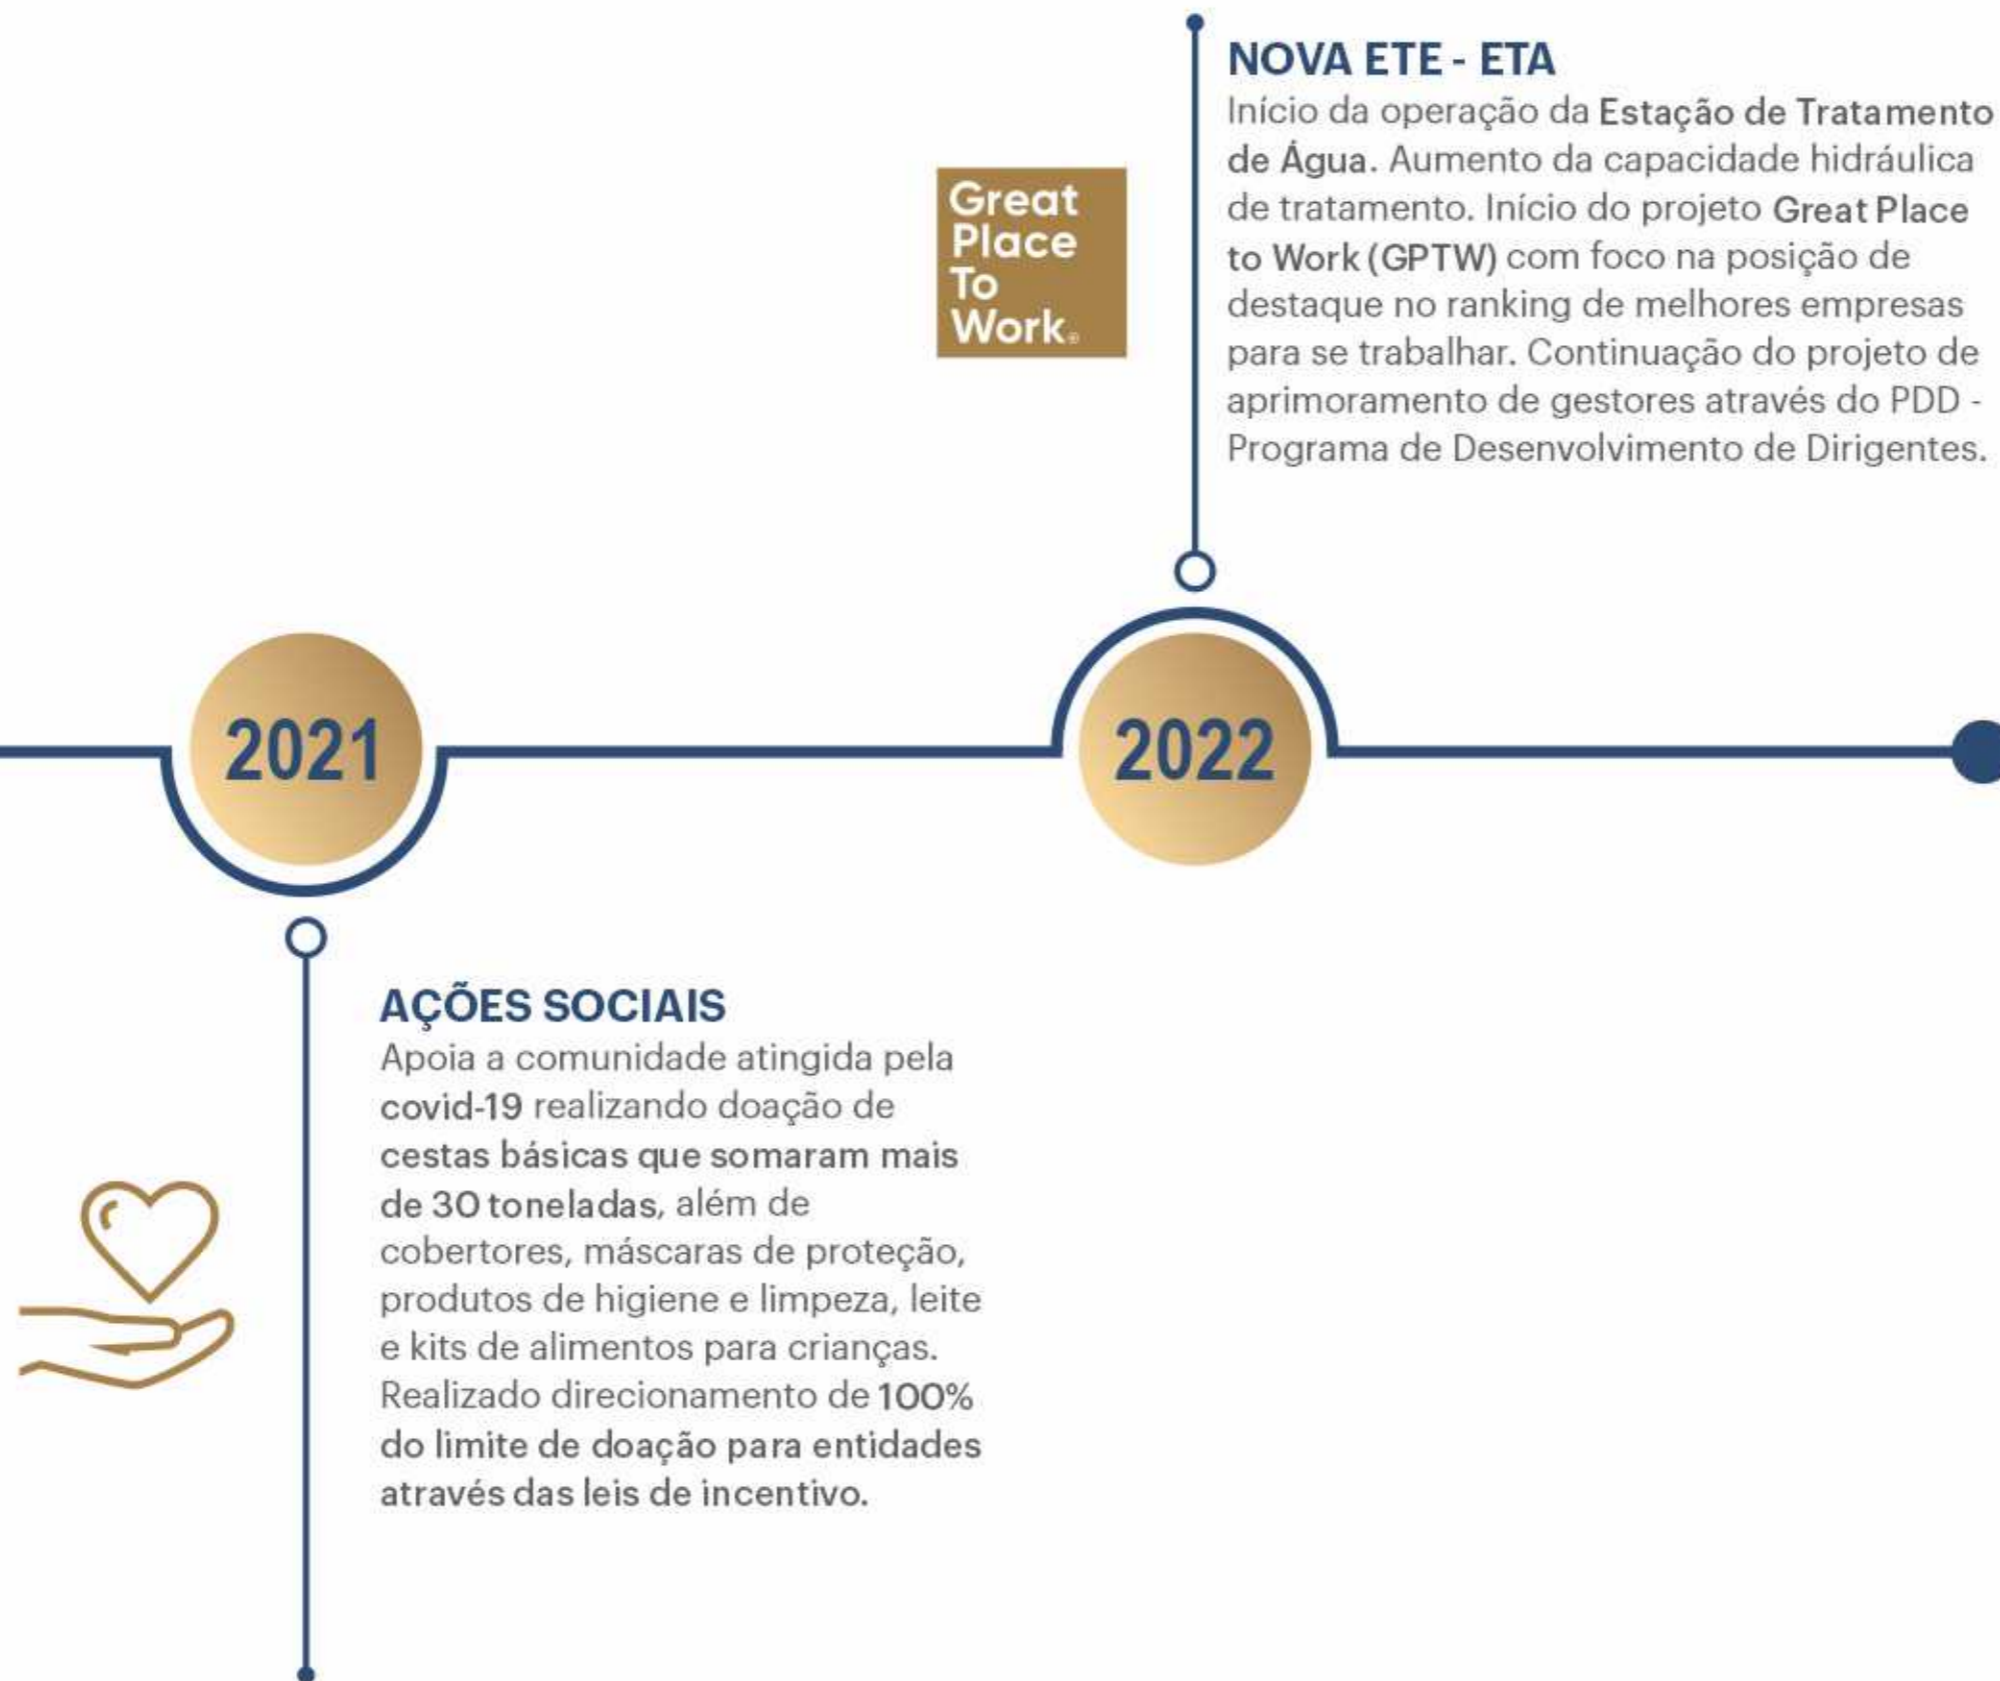 NOVA ETE - ETA
Início da operação da Estação de Tratamento
de Água. Aumento da capacidade hidráulica
de tratamento. Início do projeto Great Place
to Work (GPTW) com foco na posição de
destaque no ranking de melhores empresas
para se trabalhar. Continuação do projeto de
aprimoramento de gestores através do PDD -
Programa de Desenvolvimento de Dirigentes.
Great
Place
To
Work®
2021
2022
AÇÕES SOCIAIS
Apoia a comunidade atingida pela
covid-19 realizando doação de
cestas básicas que somaram mais
de 30 toneladas, além de
cobertores, máscaras de proteção,
produtos de higiene e limpeza, leite
e kits de alimentos para crianças.
Realizado direcionamento de 100%
do limite de doação para entidades
através das leis de incentivo.